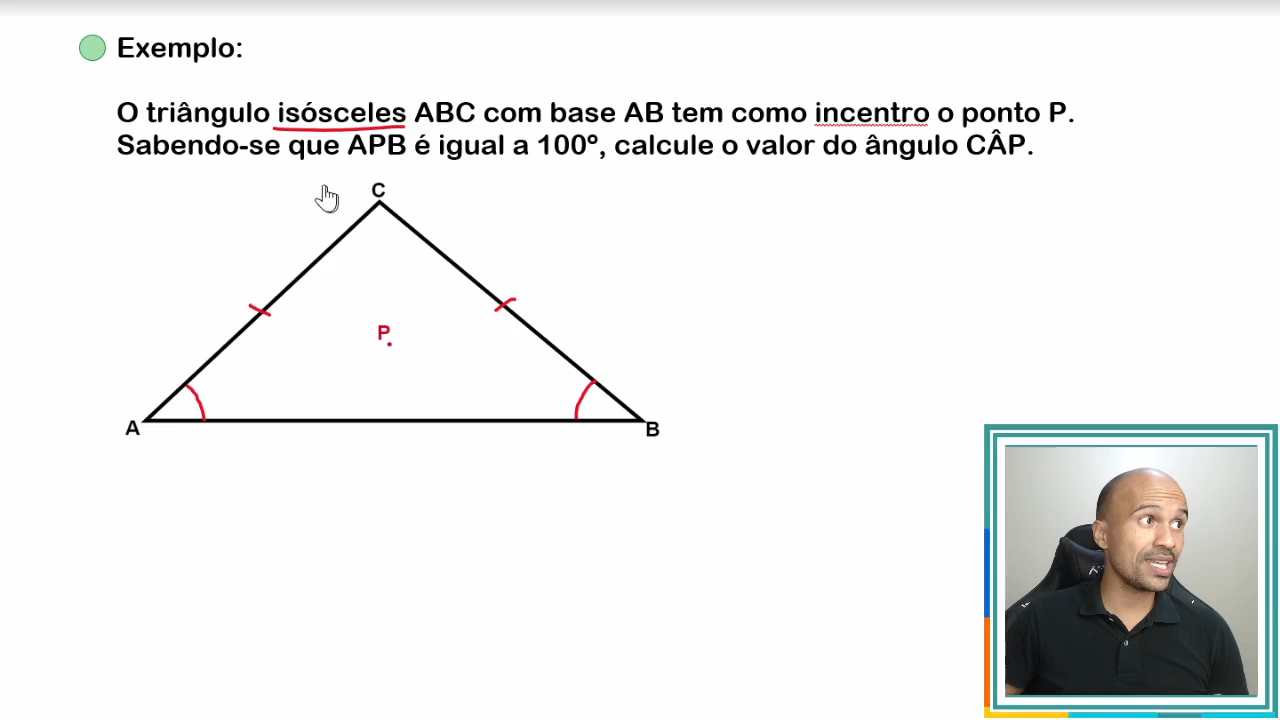 Exemplo:
O triângulo isósceles ABC com base AB tem como incentro o ponto P.
Sabendo-se que APB é igual a 100º, calcule o valor do ângulo CÂP.
C
P
A
B